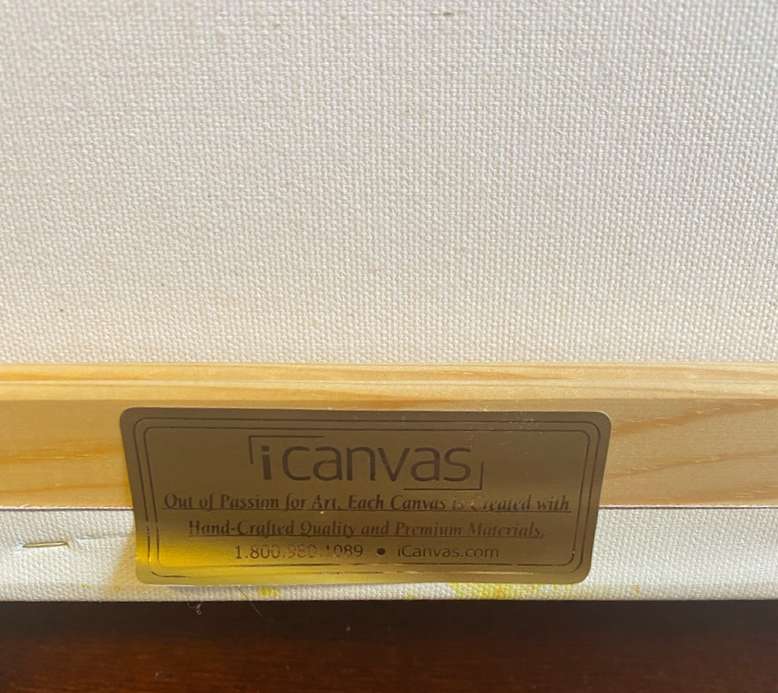 icanvas
Out of Passion for Art. Each Canvas is Created with
Hand-Crafted Quality and Premium Materials.
1.800.980.1089 • iCanvas.com